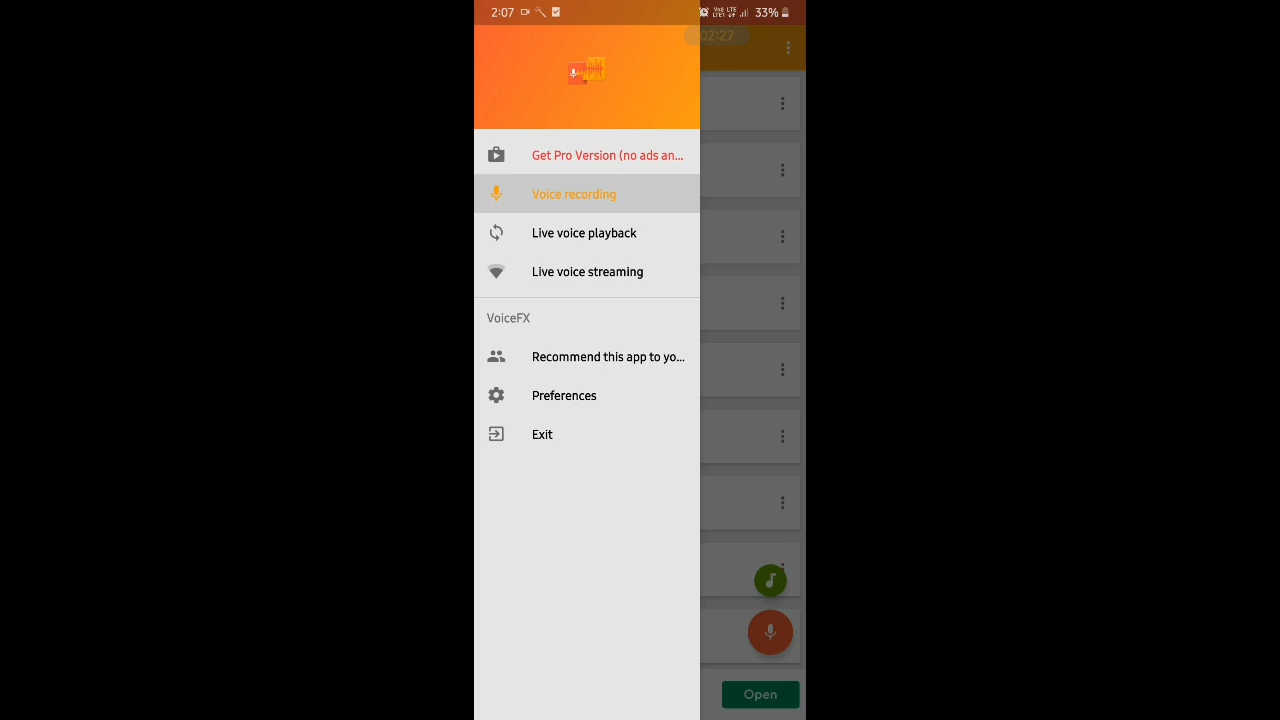 2:07
33%
02:27
Get Pro Version (no ads an...
Voice recording
Live voice playback
Live voice streaming
VoiceFX
Recommend this app to yo...
Preferences
Exit
Open